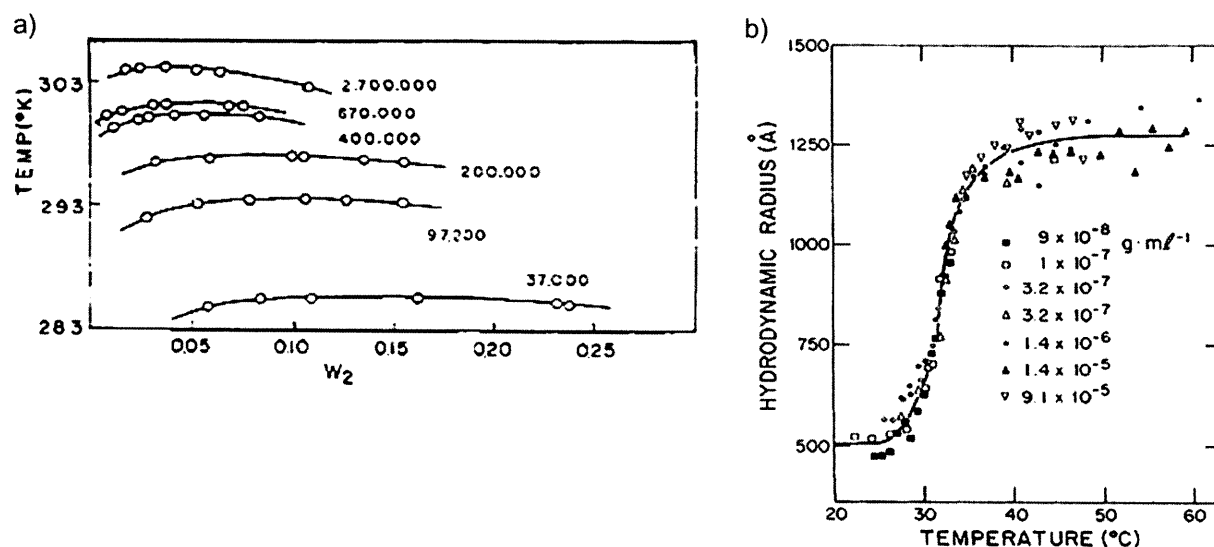 a)
TEMP(°K)
303
293
283
2.700.000
670.000
400.000
200.000
97.200
37.000
0.05
0.10
0.15
0.20
0.25
W2
b)
HYDRODYNAMIC RADIUS (Å)
1500
1250
1000
750
500
■ 9 x 10-8 g·mℓ-1
○ 1 x 10-7
⋄ 3.2 x 10-7
△ 3.2 x 10-7
• 1.4 x 10-6
▲ 1.4 x 10-5
▽ 9.1 x 10-5
20 30 40 50 60
TEMPERATURE (°C)